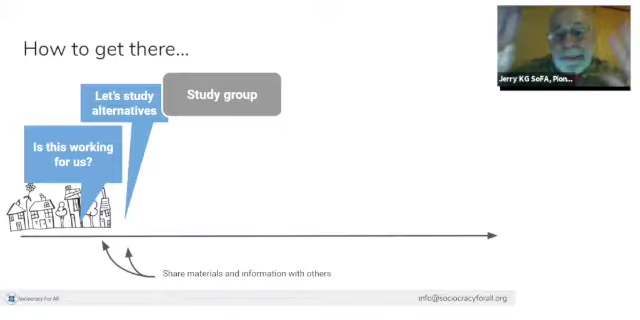 How to get there...
Jerry KG SoFA, Pion...
Let's study
alternatives
Study group
Is this working
for us?
Share materials and information with others
Sociocracy For All
info@sociocracyforall.org